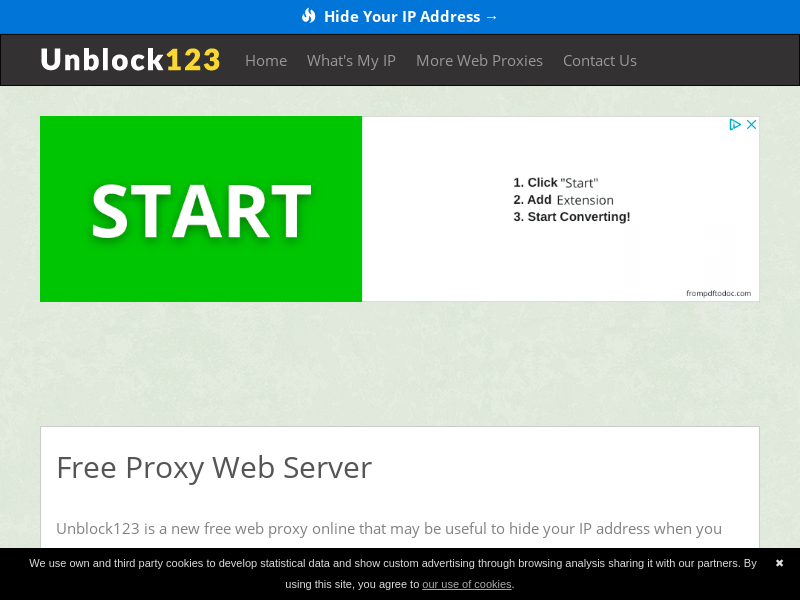 Hide Your IP Address →
Unblock123 Home What's My IP More Web Proxies Contact Us
START
1. Click "Start"
2. Add Extension
3. Start Converting!
frompdftodoc.com
Free Proxy Web Server
Unblock123 is a new free web proxy online that may be useful to hide your IP address when you
We use own and third party cookies to develop statistical data and show custom advertising through browsing analysis sharing it with our partners. By
using this site, you agree to our use of cookies.